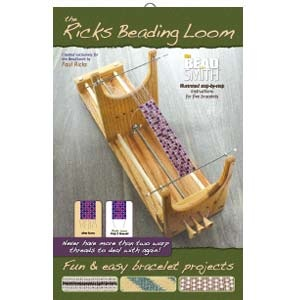 the
Ricks Beading Loom
Created exclusively for
the Beadsmith by
Paul Ricks
the
BEAD
SMITH
Illustrated step-by-step
instructions
for five bracelets
Never have more than two warp
threads to deal with again!
Fun & easy bracelet projects